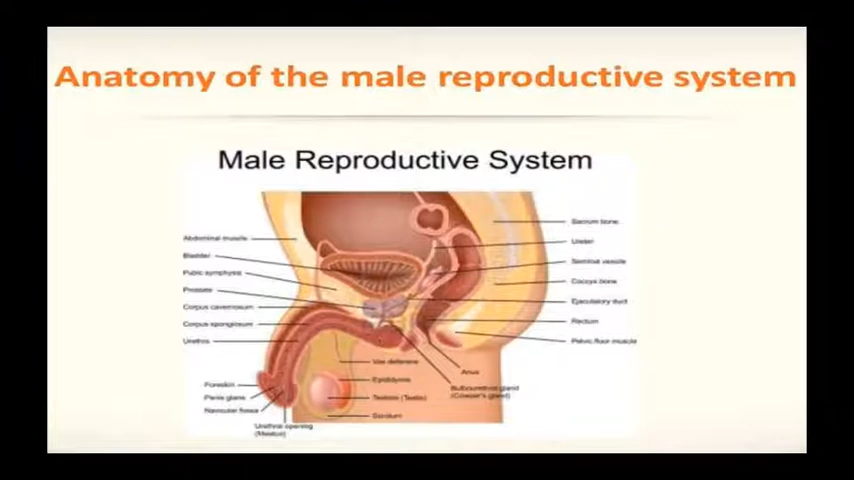 Anatomy of the male reproductive system
Male Reproductive System
Abdominal muscle
Bladder
Pubic symphysis
Prostate
Corpus cavernosum
Corpus spongiosum
Urethra
Foreskin
Penis glans
Navicular fossa
Urethral opening
(Meatus)
Vas deferens
Epididymis
Testicis (Testis)
Scrotum
Anus
Bulbourethral gland
(Cowper's gland)
Sacrum bone
Ureter
Seminal vesicle
Coccyx bone
Ejaculatory duct
Rectum
Pelvic floor muscle